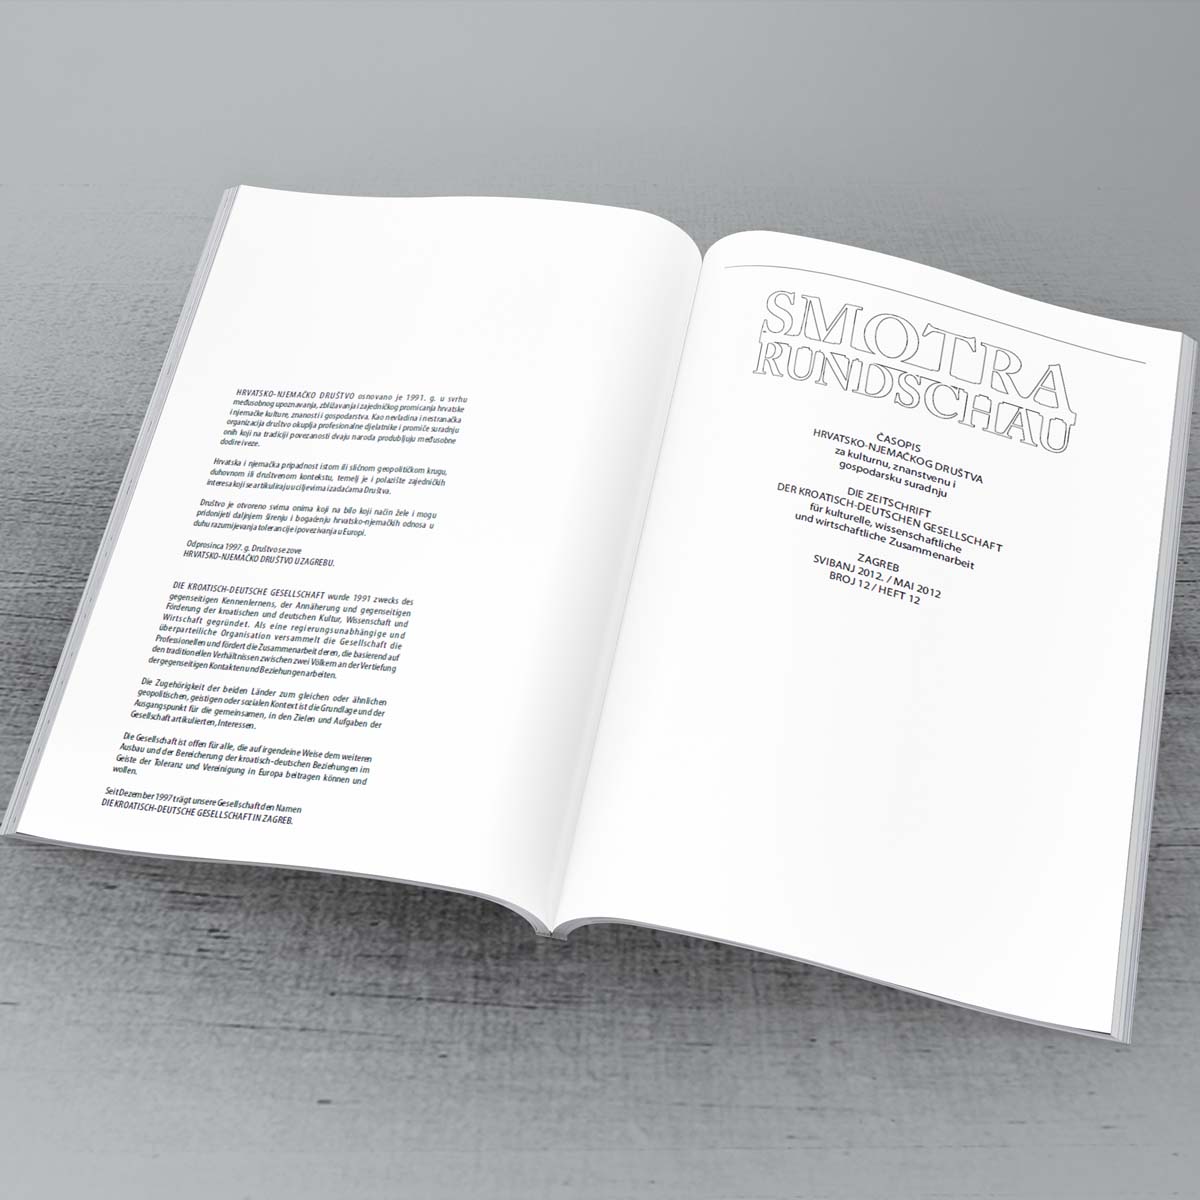 HRVATSKO-NJEMAČKO DRUŠTVO osnovano je 1991. g. u svrhu
međusobnog upoznavanja, zbližavanja i zajedničkog promicanja hrvatske
i njemačke kulture, znanosti i gospodarstva. Kao nevladina i nestranačka
organizacija društvo okuplja profesionalne djelatnike i promiče suradnju
onih koji na tradiciji povezanosti dvaju naroda produbljuju međusobne
dodire i veze.
Hrvatska i njemačka pripadnost istom ili sličnom geopolitičkom krugu,
duhovnom ili društvenom kontekstu, temelj je i polazište zajedničkih
interesa koji se artikuliraju u ciljevima i zadaćama Društva.
Društvo je otvoreno svima onima koji na bilo koji način žele i mogu
pridonijeti daljnjem širenju i bogaćenju hrvatsko-njemačkih odnosa u
duhu razumijevanja tolerancije i povezivanja u Europi.
Od prosinca 1997. g. Društvo se zove
HRVATSKO-NJEMAČKO DRUŠTVO U ZAGREBU.
DIE KROATISCH-DEUTSCHE GESELLSCHAFT wurde 1991 zwecks des
gegenseitigen Kennenlernens, der Annäherung und gegenseitigen
Förderung der kroatischen und deutschen Kultur, Wissenschaft und
Wirtschaft gegründet. Als eine regierungsunabhängige und
überparteiliche Organisation versammelt die Gesellschaft die
Professionellen und fördert die Zusammenarbeit deren, die basierend auf
den traditionellen Verhältnissen zwischen zwei Völkern an der Vertiefung
der gegenseitigen Kontakten und Beziehungen arbeiten.
Die Zugehörigkeit der beiden Länder zum gleichen oder ähnlichen
geopolitischen, geistigen oder sozialen Kontext ist die Grundlage und der
Ausgangspunkt für die gemeinsamen, in den Zielen und Aufgaben der
Gesellschaft artikulierten, Interessen.
Die Gesellschaft ist offen für alle, die auf irgendeine Weise dem weiteren
Ausbau und der Bereicherung der kroatisch-deutschen Beziehungen im
Geiste der Toleranz und Vereinigung in Europa beitragen können und
wollen.
Seit Dezember 1997 trägt unsere Gesellschaft den Namen
DIE KROATISCH-DEUTSCHE GESELLSCHAFT IN ZAGREB.
SMOTRA
RUNDSCHAU
ČASOPIS
HRVATSKO-NJEMAČKOG DRUŠTVA
za kulturnu, znanstvenu i
gospodarsku suradnju
DIE ZEITSCHRIFT
DER KROATISCH-DEUTSCHEN GESELLSCHAFT
für kulturelle, wissenschaftliche
und wirtschaftliche Zusammenarbeit
ZAGREB
SVIBANJ 2012. / MAI 2012
BROJ 12 / HEFT 12